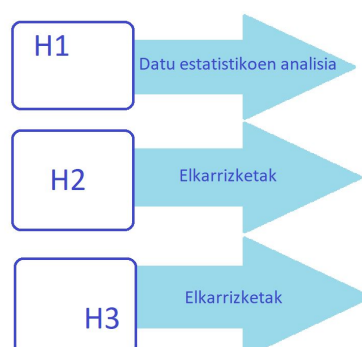 H1
Datu estatistikoen analisia
H2
Elkarrizketak
H3
Elkarrizketak